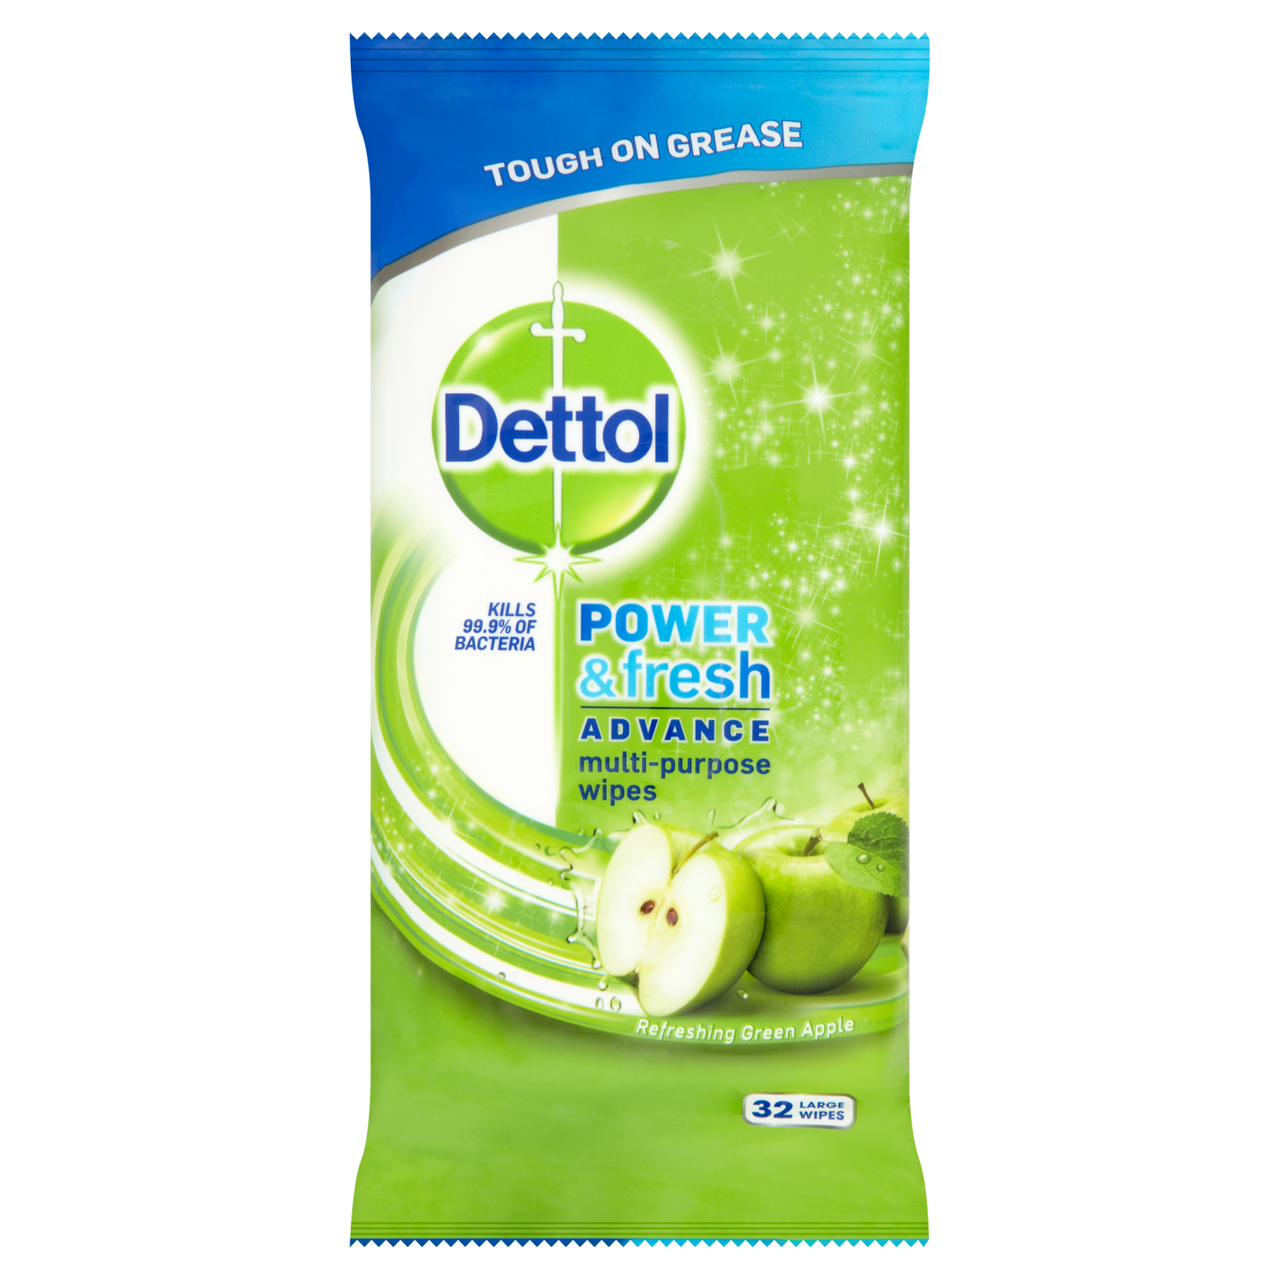 TOUGH ON GREASE
Dettol
KILLS
99.9% OF
BACTERIA
POWER
& fresh
ADVANCE
multi-purpose
wipes
Refreshing Green Apple
32 LARGE
WIPES